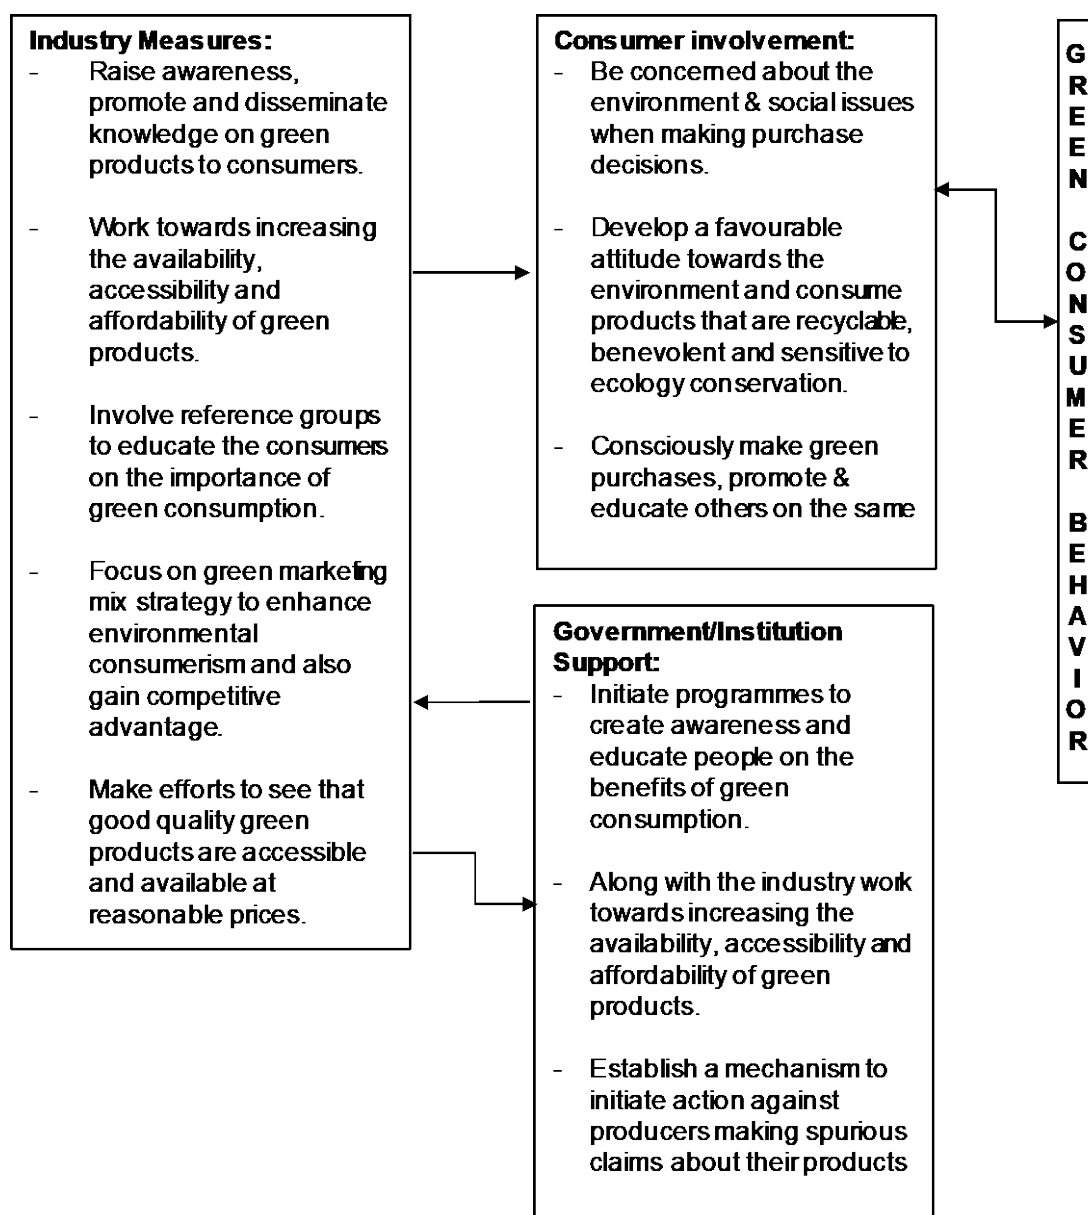 Industry Measures:
- Raise awareness,
promote and disseminate
knowledge on green
products to consumers.
- Work towards increasing
the availability,
accessibility and
affordability of green
products.
- Involve reference groups
to educate the consumers
on the importance of
green consumption.
- Focus on green marketing
mix strategy to enhance
environmental
consumerism and also
gain competitive
advantage.
- Make efforts to see that
good quality green
products are accessible
and available at
reasonable prices.
Consumer involvement:
- Be concerned about the
environment & social issues
when making purchase
decisions.
- Develop a favourable
attitude towards the
environment and consume
products that are recyclable,
benevolent and sensitive to
ecology conservation.
- Consciously make green
purchases, promote &
educate others on the same
Government/Institution
Support:
- Initiate programmes to
create awareness and
educate people on the
benefits of green
consumption.
- Along with the industry work
towards increasing the
availability, accessibility and
affordability of green
products.
- Establish a mechanism to
initiate action against
producers making spurious
claims about their products
GREEN CONSUMER BEHAVIOR